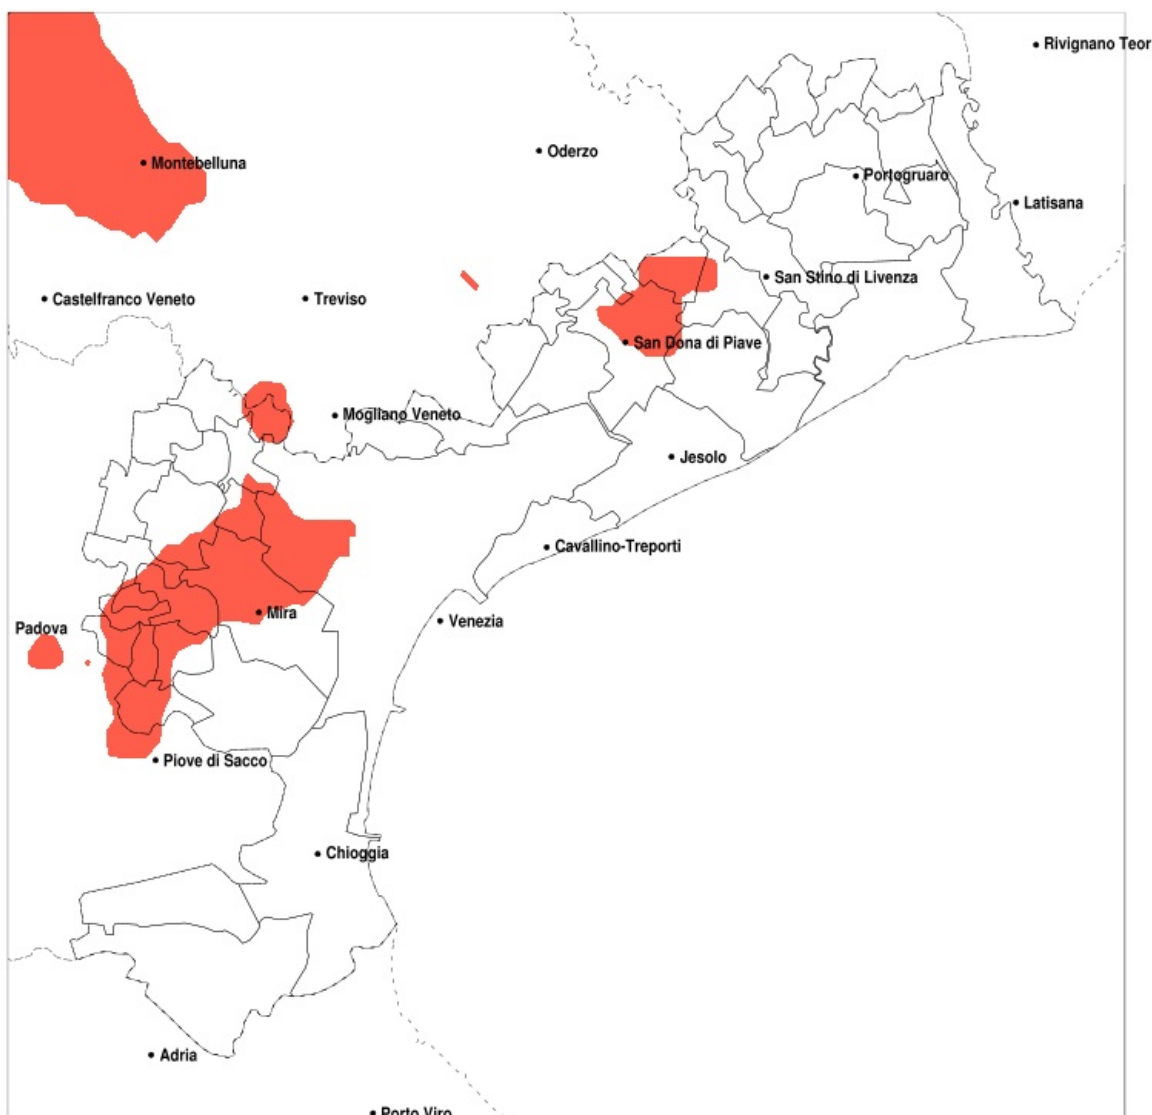 Rivignano Teor
Oderzo
Montebelluna
Portogruaro
Latisana
San Stino di Livenza
Castelfranco Veneto
Treviso
San Dona di Piave
Mogliano Veneto
Jesolo
Cavallino-Treporti
Mira
Venezia
Padova
Piove di Sacco
Chioggia
Adria
Porto Viro